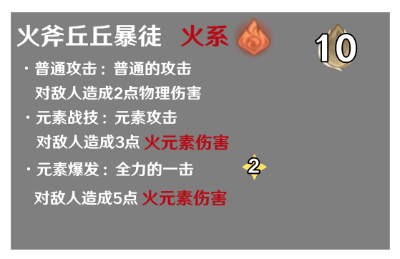 火斧丘丘暴徒 火系 10
·普通攻击：普通的攻击
对敌人造成2点物理伤害
·元素战技：元素攻击
对敌人造成3点 火元素伤害
·元素爆发：全力的一击 2
对敌人造成5点 火元素伤害